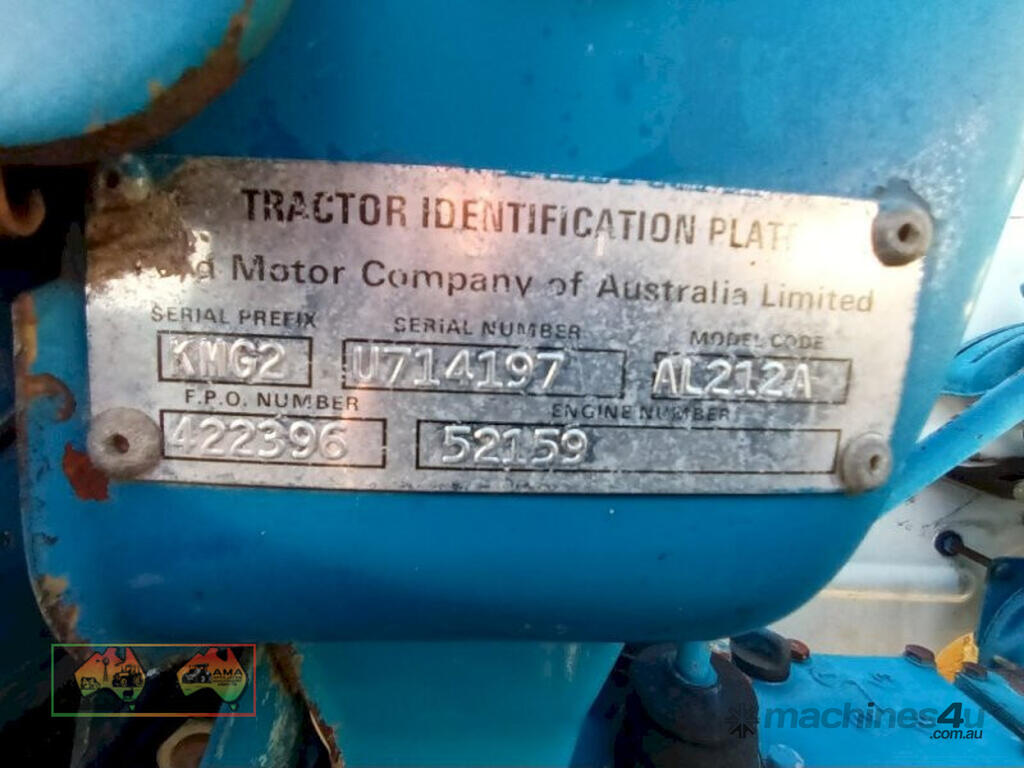 TRACTOR IDENTIFICATION PLAT
Motor Company of Australia Limited
SERIAL PREFIX SERIAL NUMBER MODEL CODE
KMG2 U714197 AL212A
F.P.O. NUMBER ENGINE NUMBER
422396 52159
AMA
machines4u
.com.au